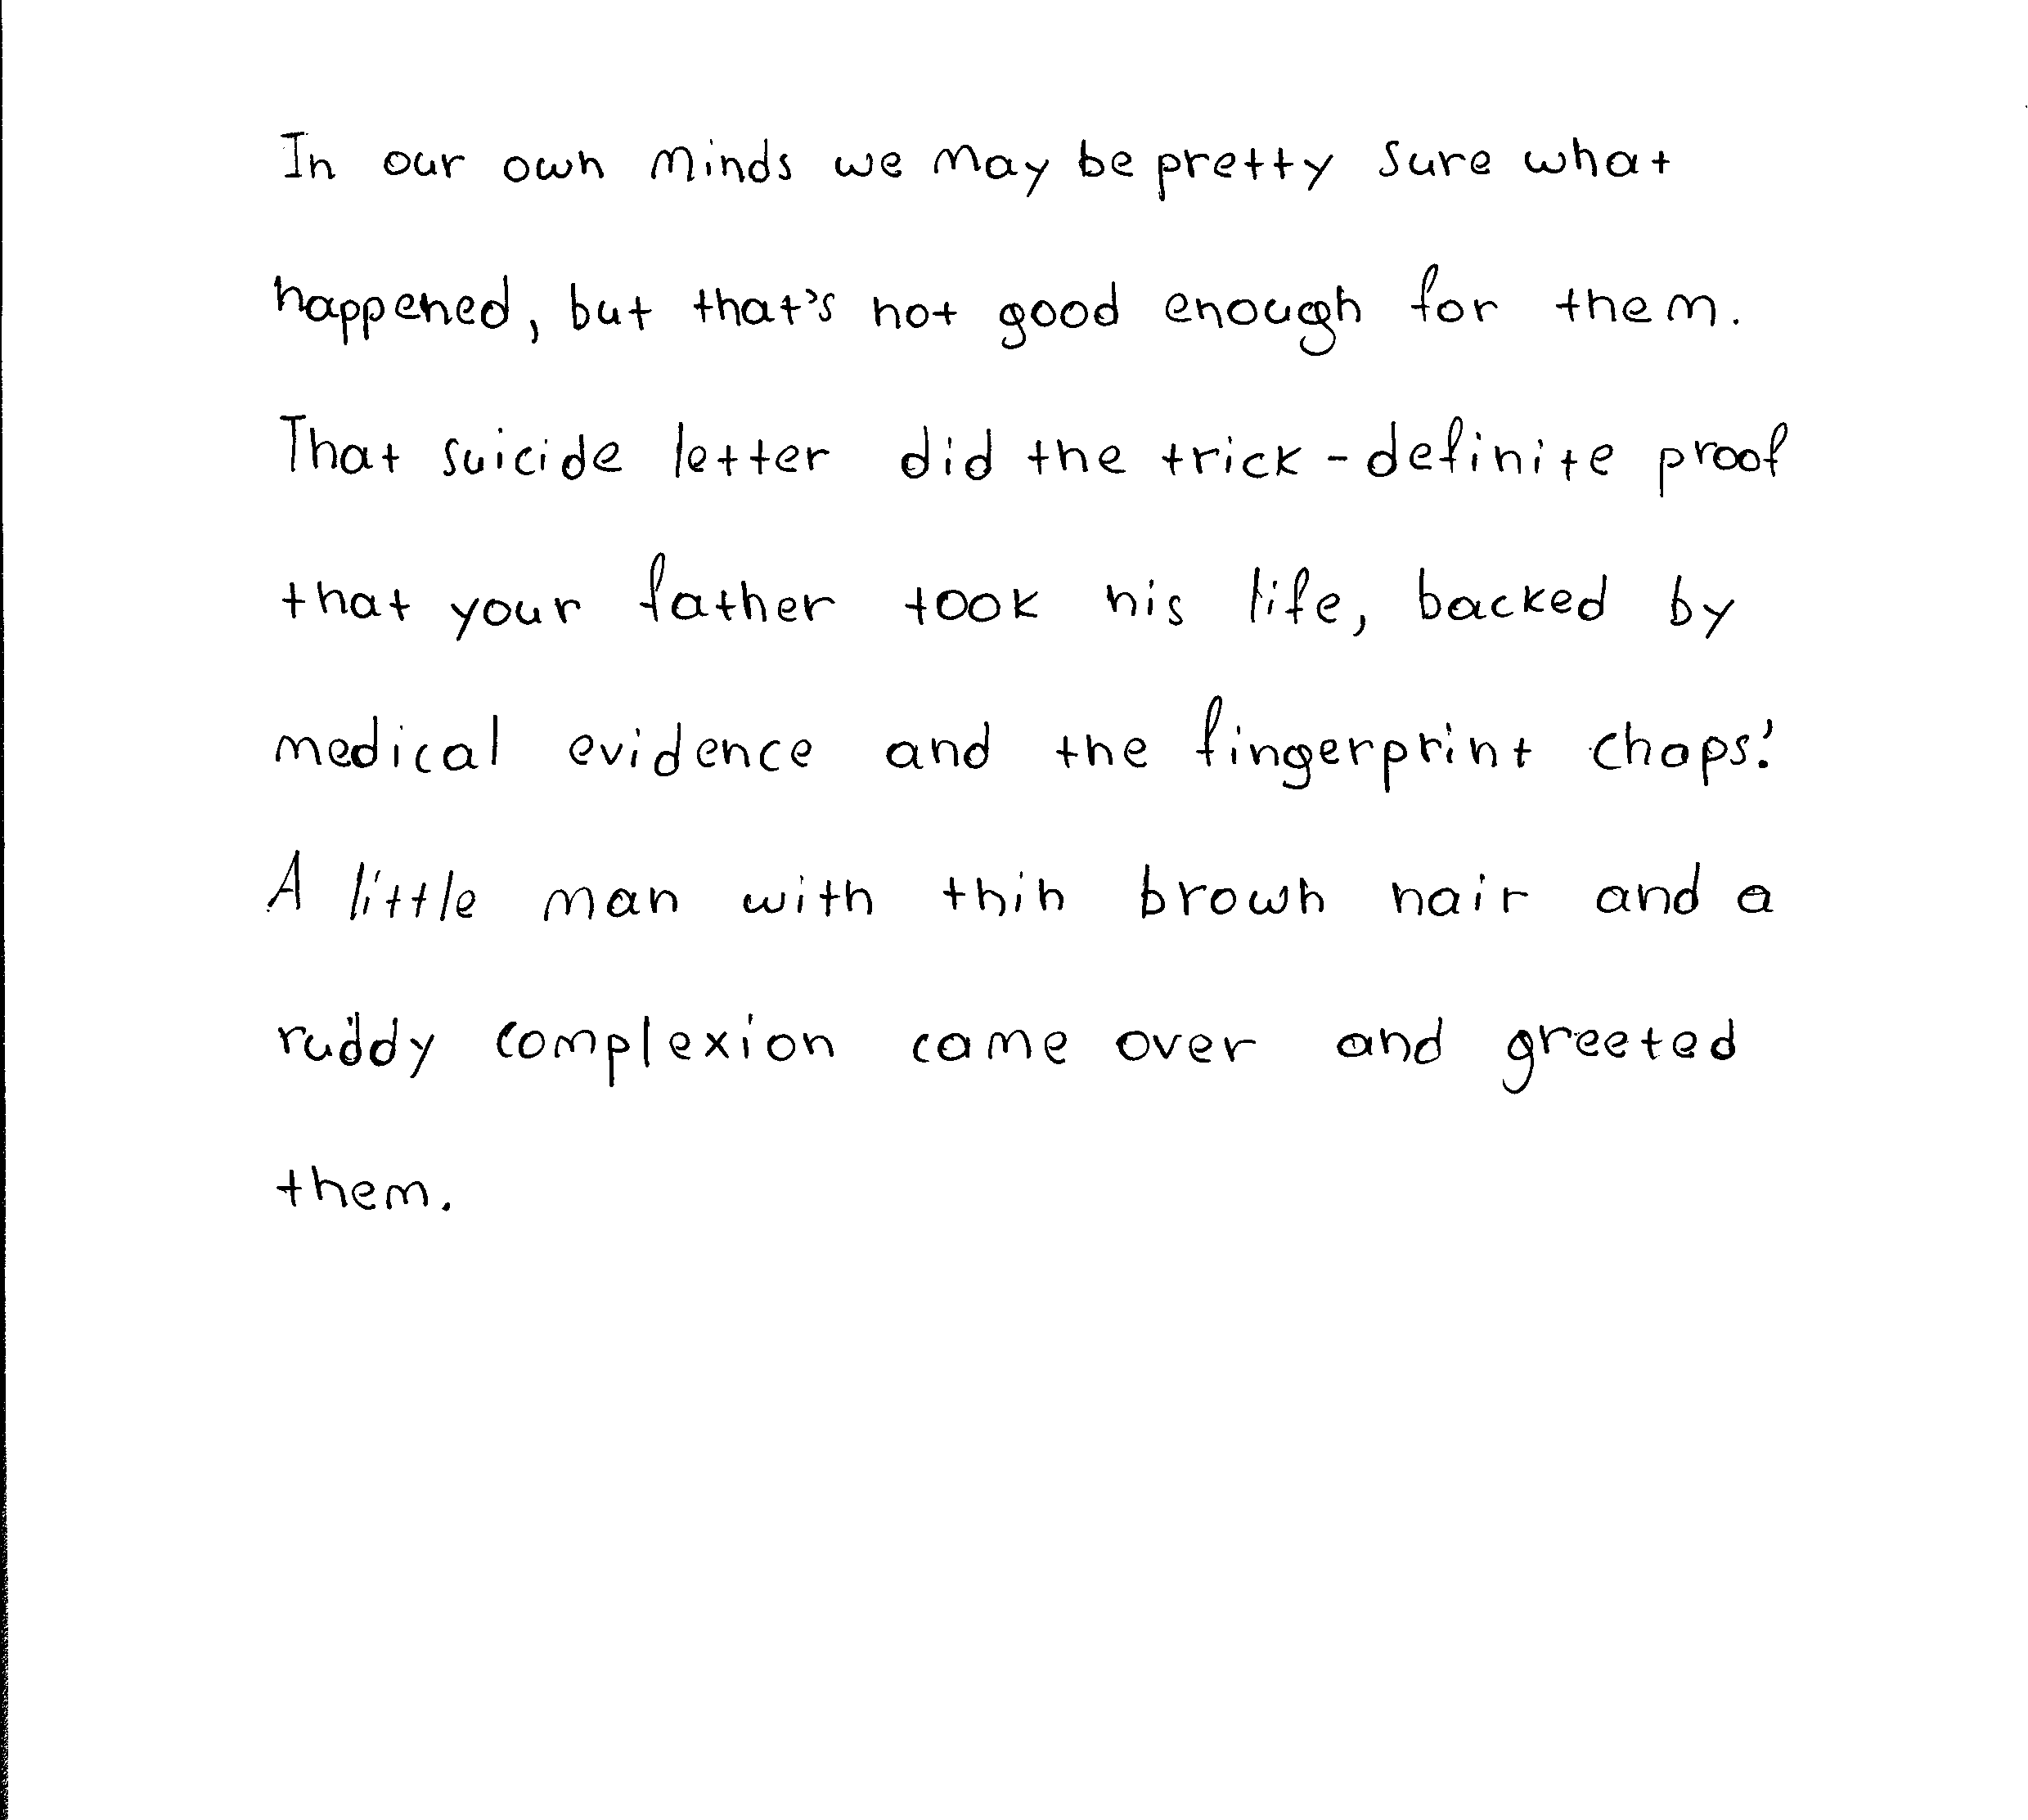 In our own minds we may be pretty sure what
happened, but that's not good enough for them.
That suicide letter did the trick - definite proof
that your father took his life, backed by
medical evidence and the fingerprint chaps.'
A little man with thin brown hair and a
ruddy complexion came over and greeted
them.